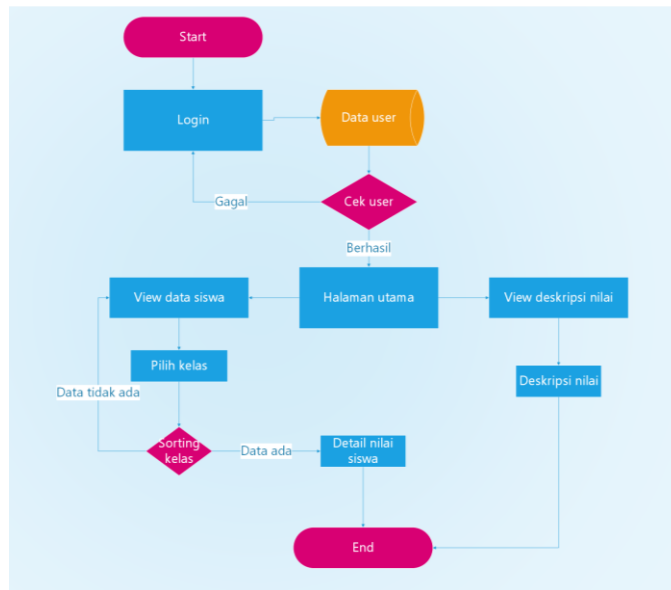 Start
Login
Data user
Gagal
Cek user
Berhasil
View data siswa
Halaman utama
View deskripsi nilai
Pilih kelas
Deskripsi nilai
Data tidak ada
Sorting
kelas
Data ada
Detail nilai
siswa
End